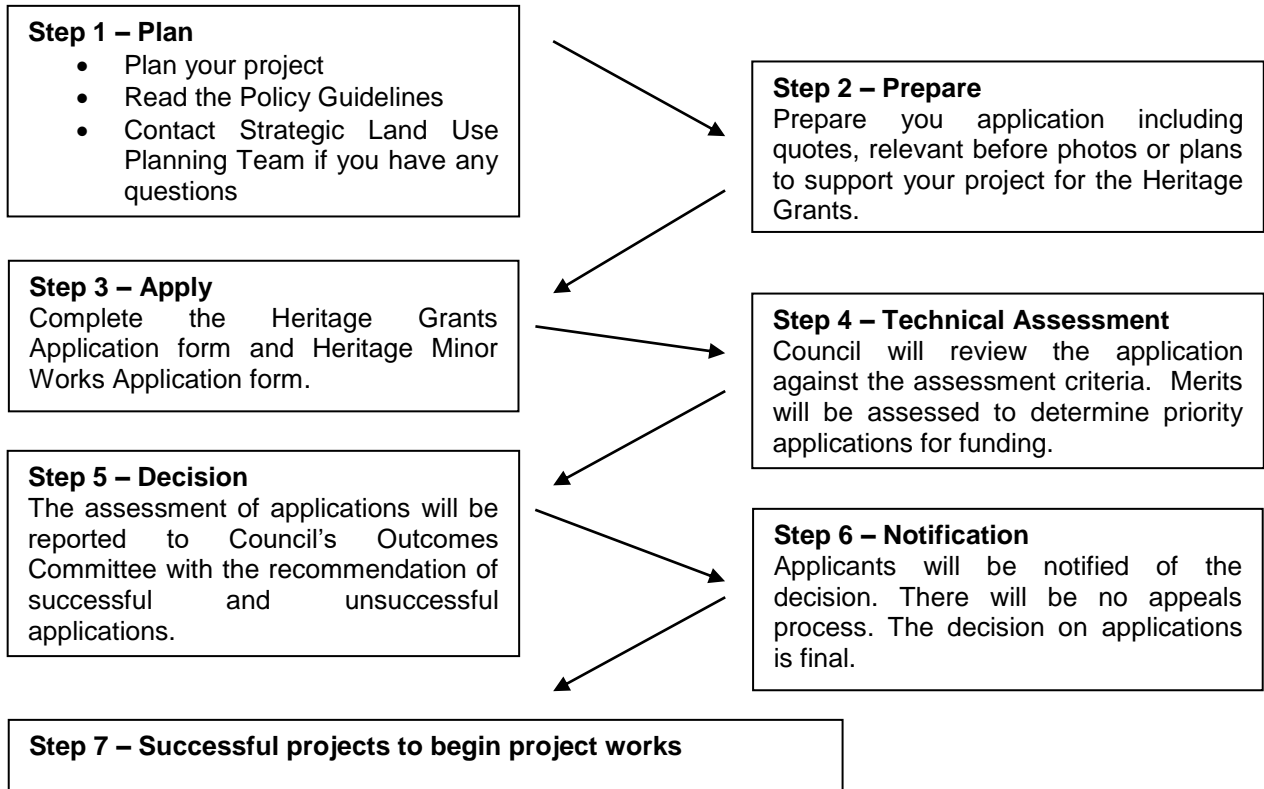 Step 1 – Plan
• Plan your project
• Read the Policy Guidelines
• Contact Strategic Land Use
Planning Team if you have any
questions
Step 2 – Prepare
Prepare you application including
quotes, relevant before photos or plans
to support your project for the Heritage
Grants.
Step 3 – Apply
Complete the Heritage Grants
Application form and Heritage Minor
Works Application form.
Step 4 – Technical Assessment
Council will review the application
against the assessment criteria. Merits
will be assessed to determine priority
applications for funding.
Step 5 – Decision
The assessment of applications will be
reported to Council’s Outcomes
Committee with the recommendation of
successful and unsuccessful
applications.
Step 6 – Notification
Applicants will be notified of the
decision. There will be no appeals
process. The decision on applications
is final.
Step 7 – Successful projects to begin project works